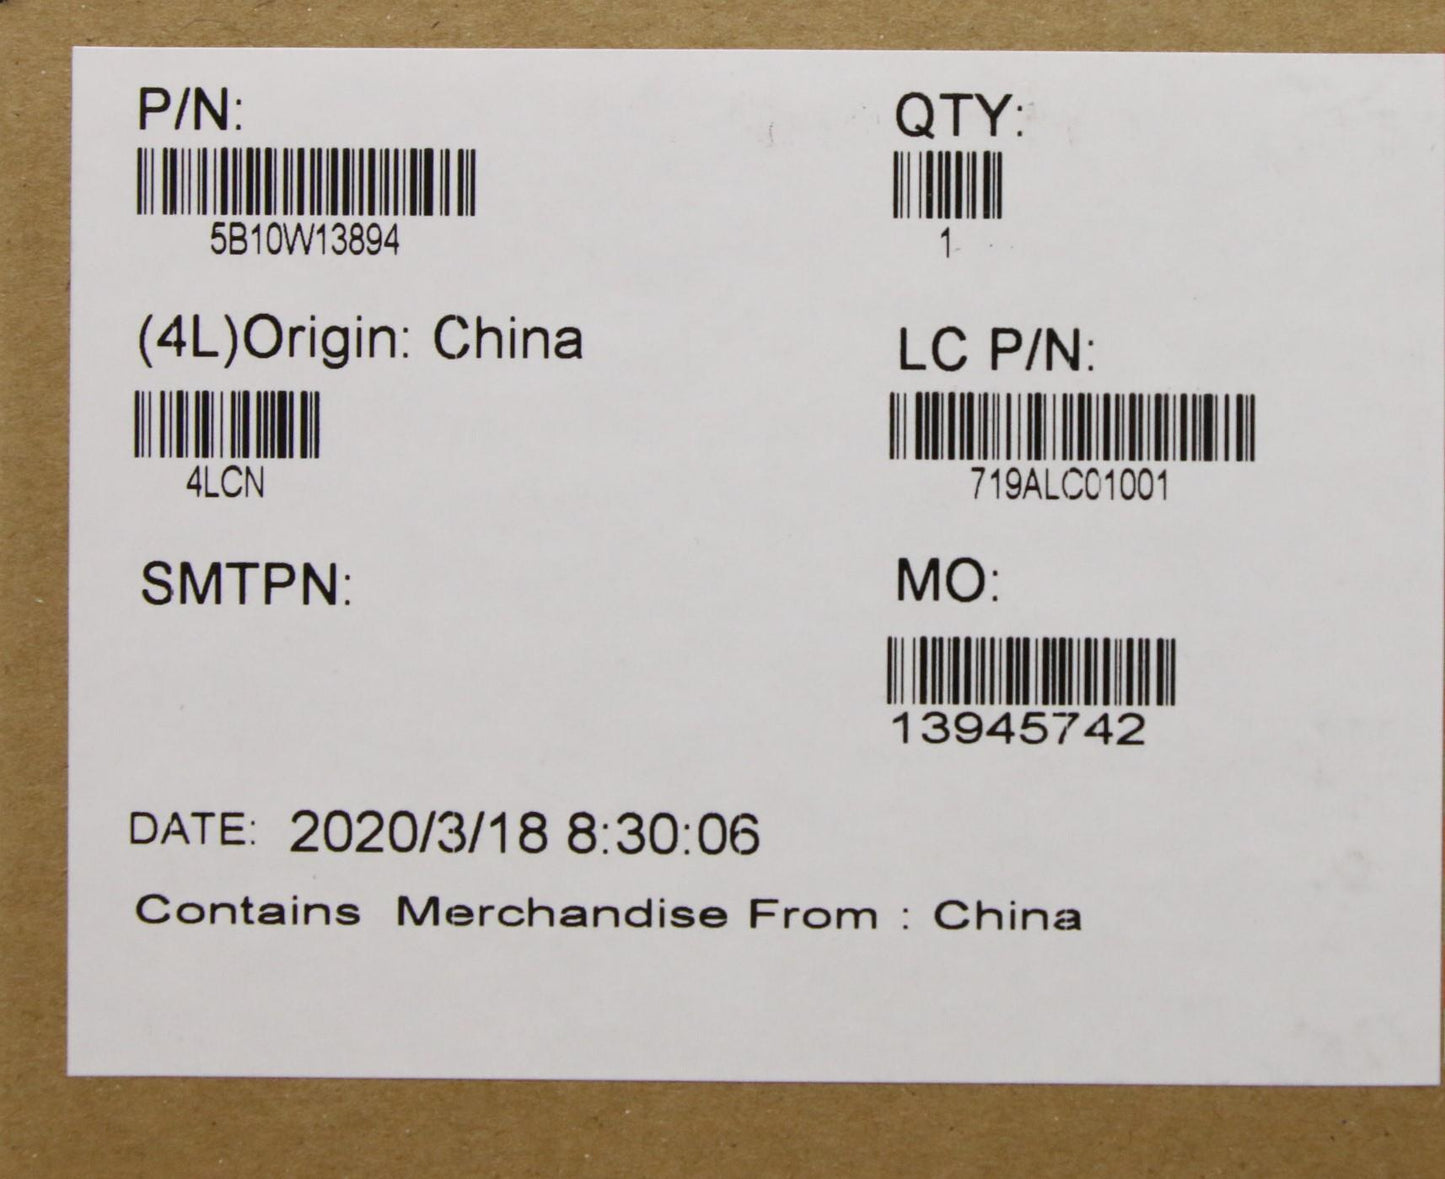 P/N:
5B10W13894
QTY:
1
(4L)Origin: China
4LCN
LC P/N:
719ALC01001
SMTPN:
MO:
13945742
DATE: 2020/3/18 8:30:06
Contains Merchandise From : China